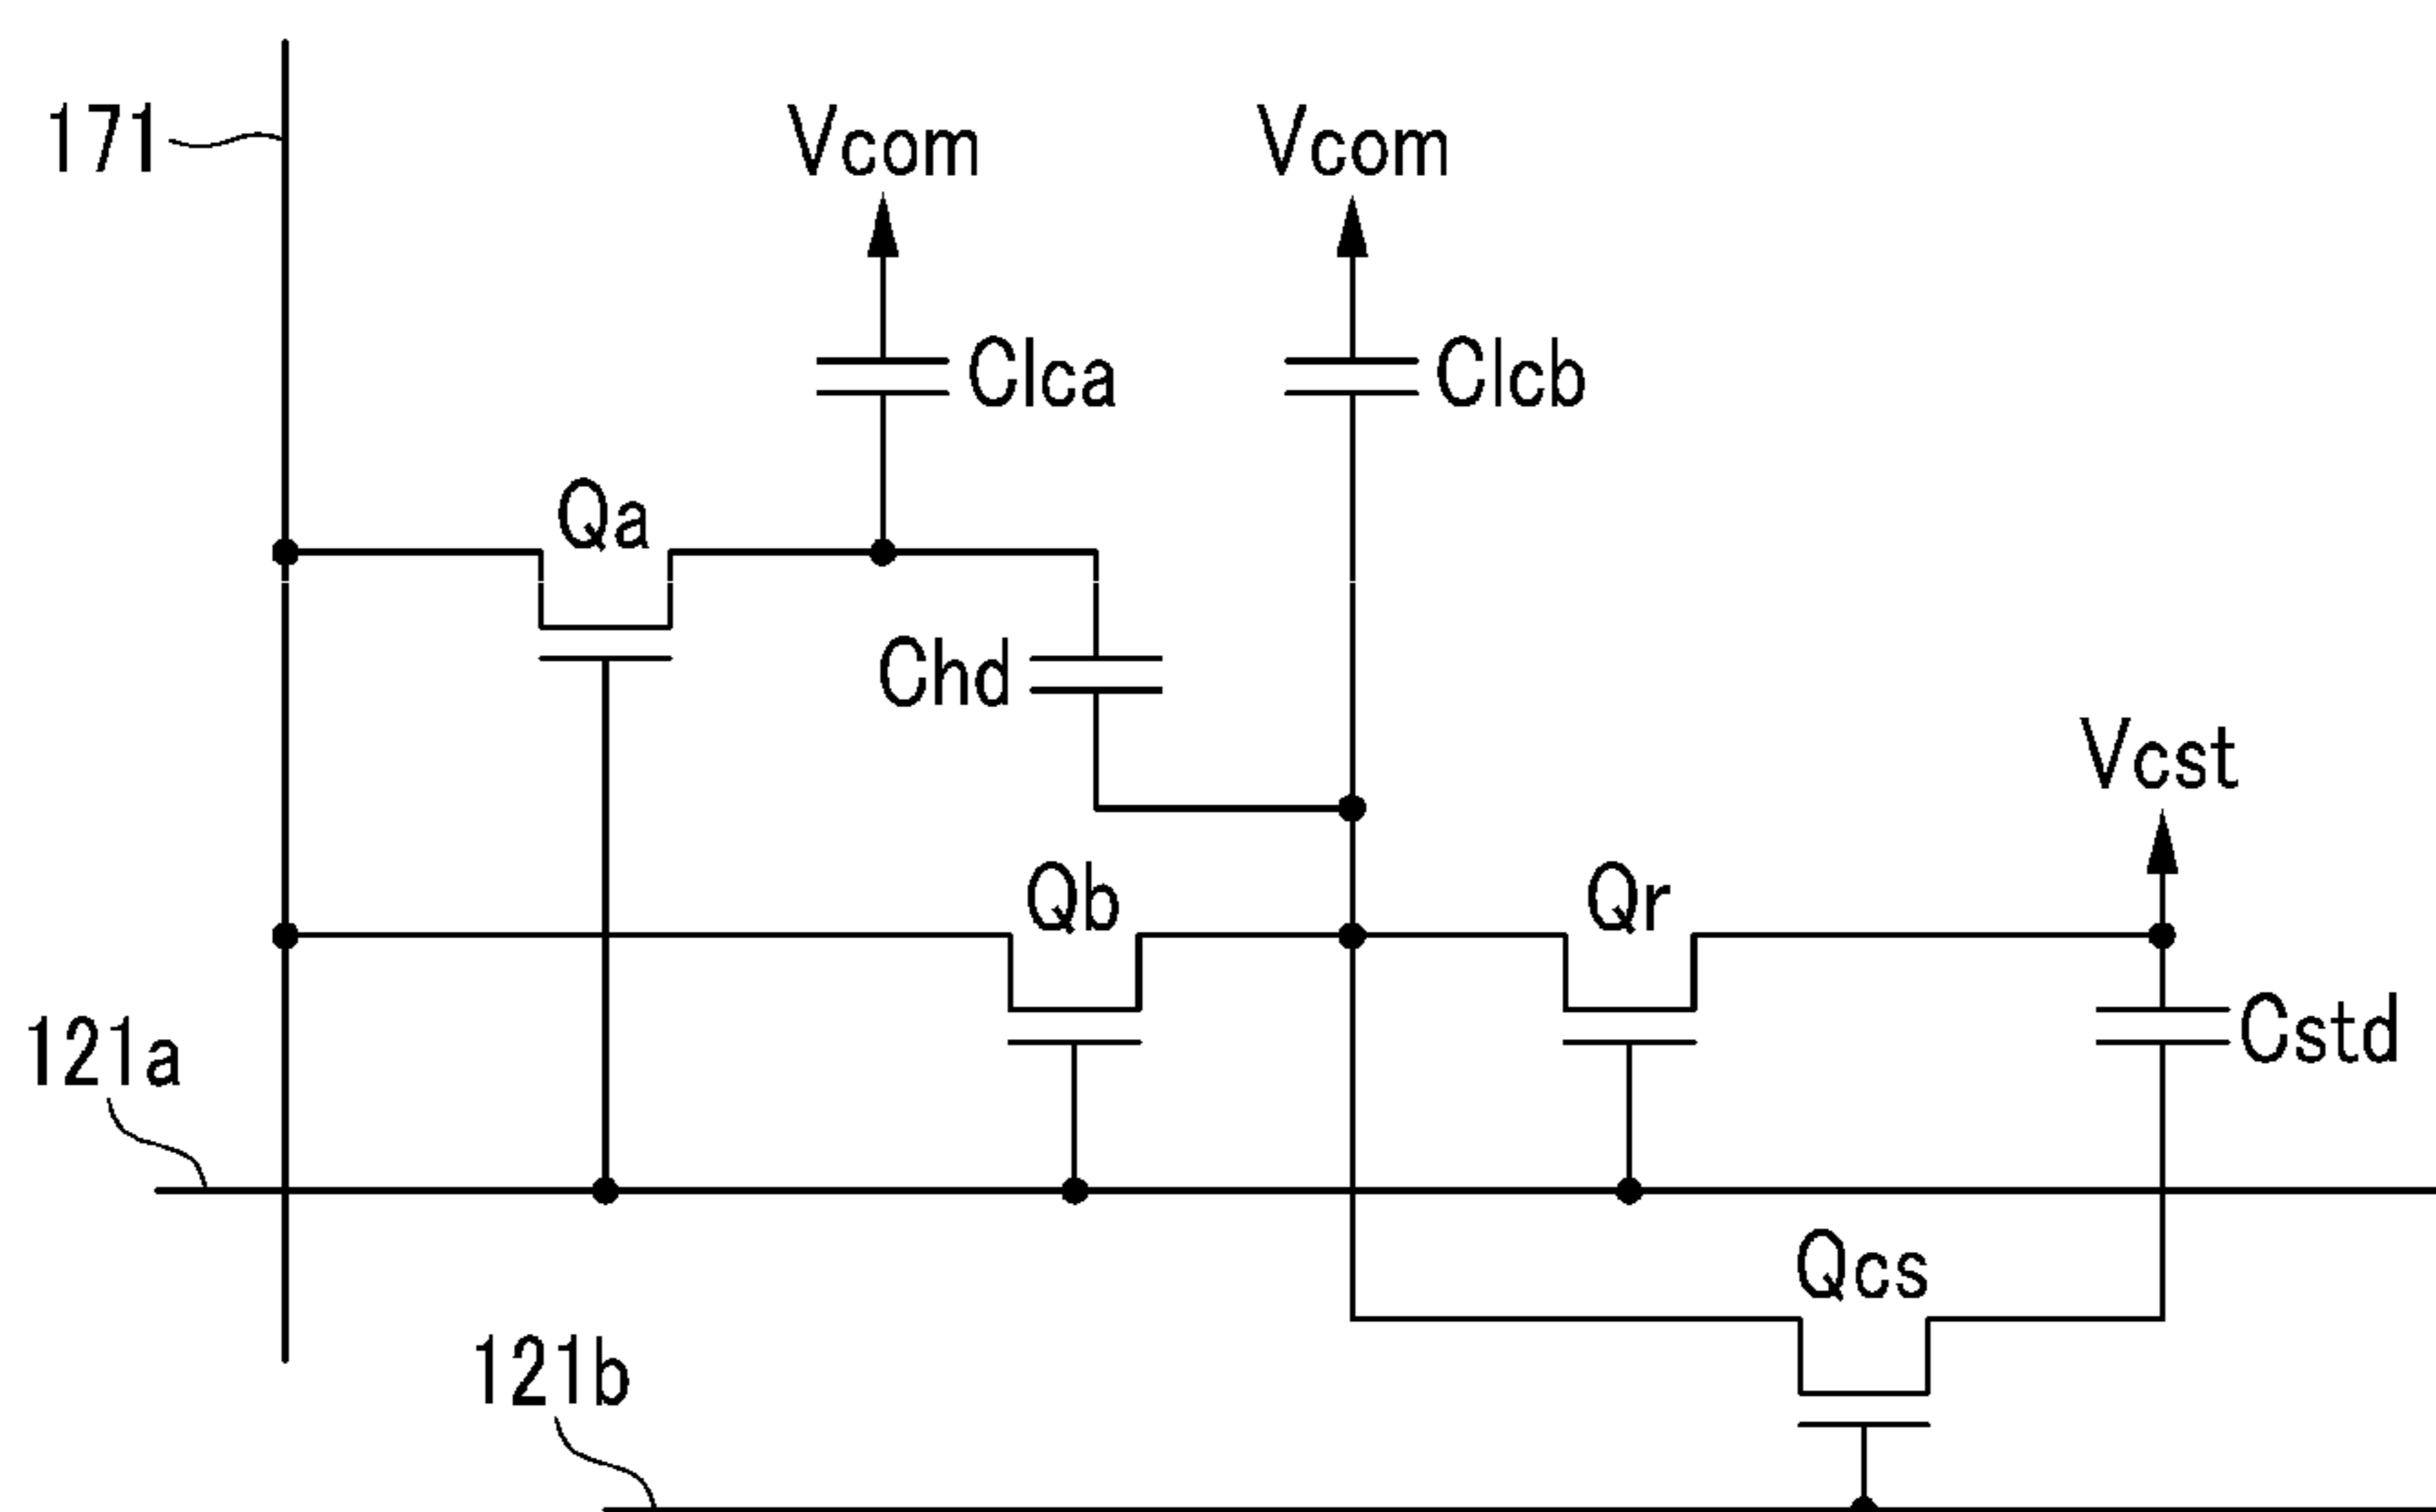 171
Vcom
Vcom
Clca
Clcb
Qa
Chd
Vcst
Qb
Qr
121a
Cstd
Qcs
121b